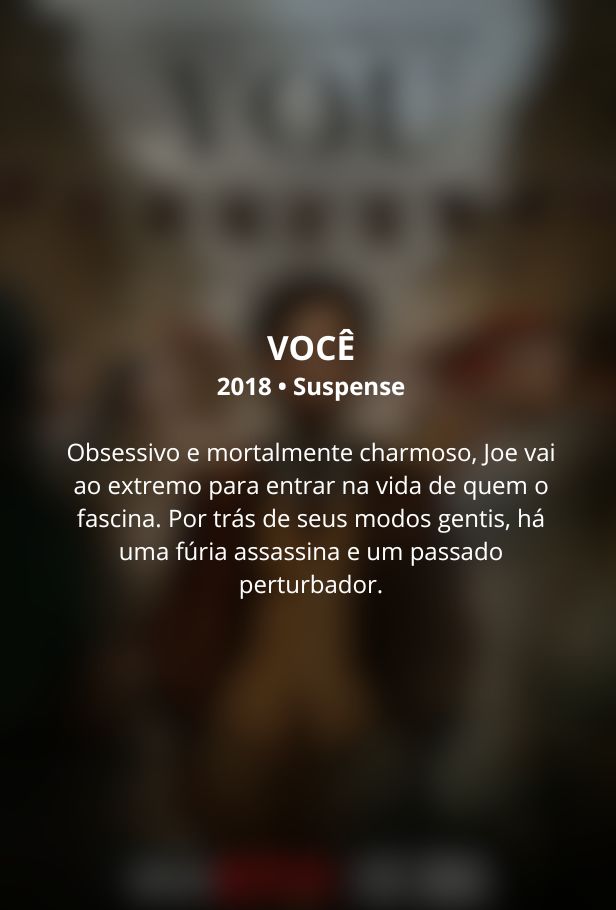 VOCÊ
2018 • Suspense
Obsessivo e mortalmente charmoso, Joe vai
ao extremo para entrar na vida de quem o
fascina. Por trás de seus modos gentis, há
uma fúria assassina e um passado
perturbador.